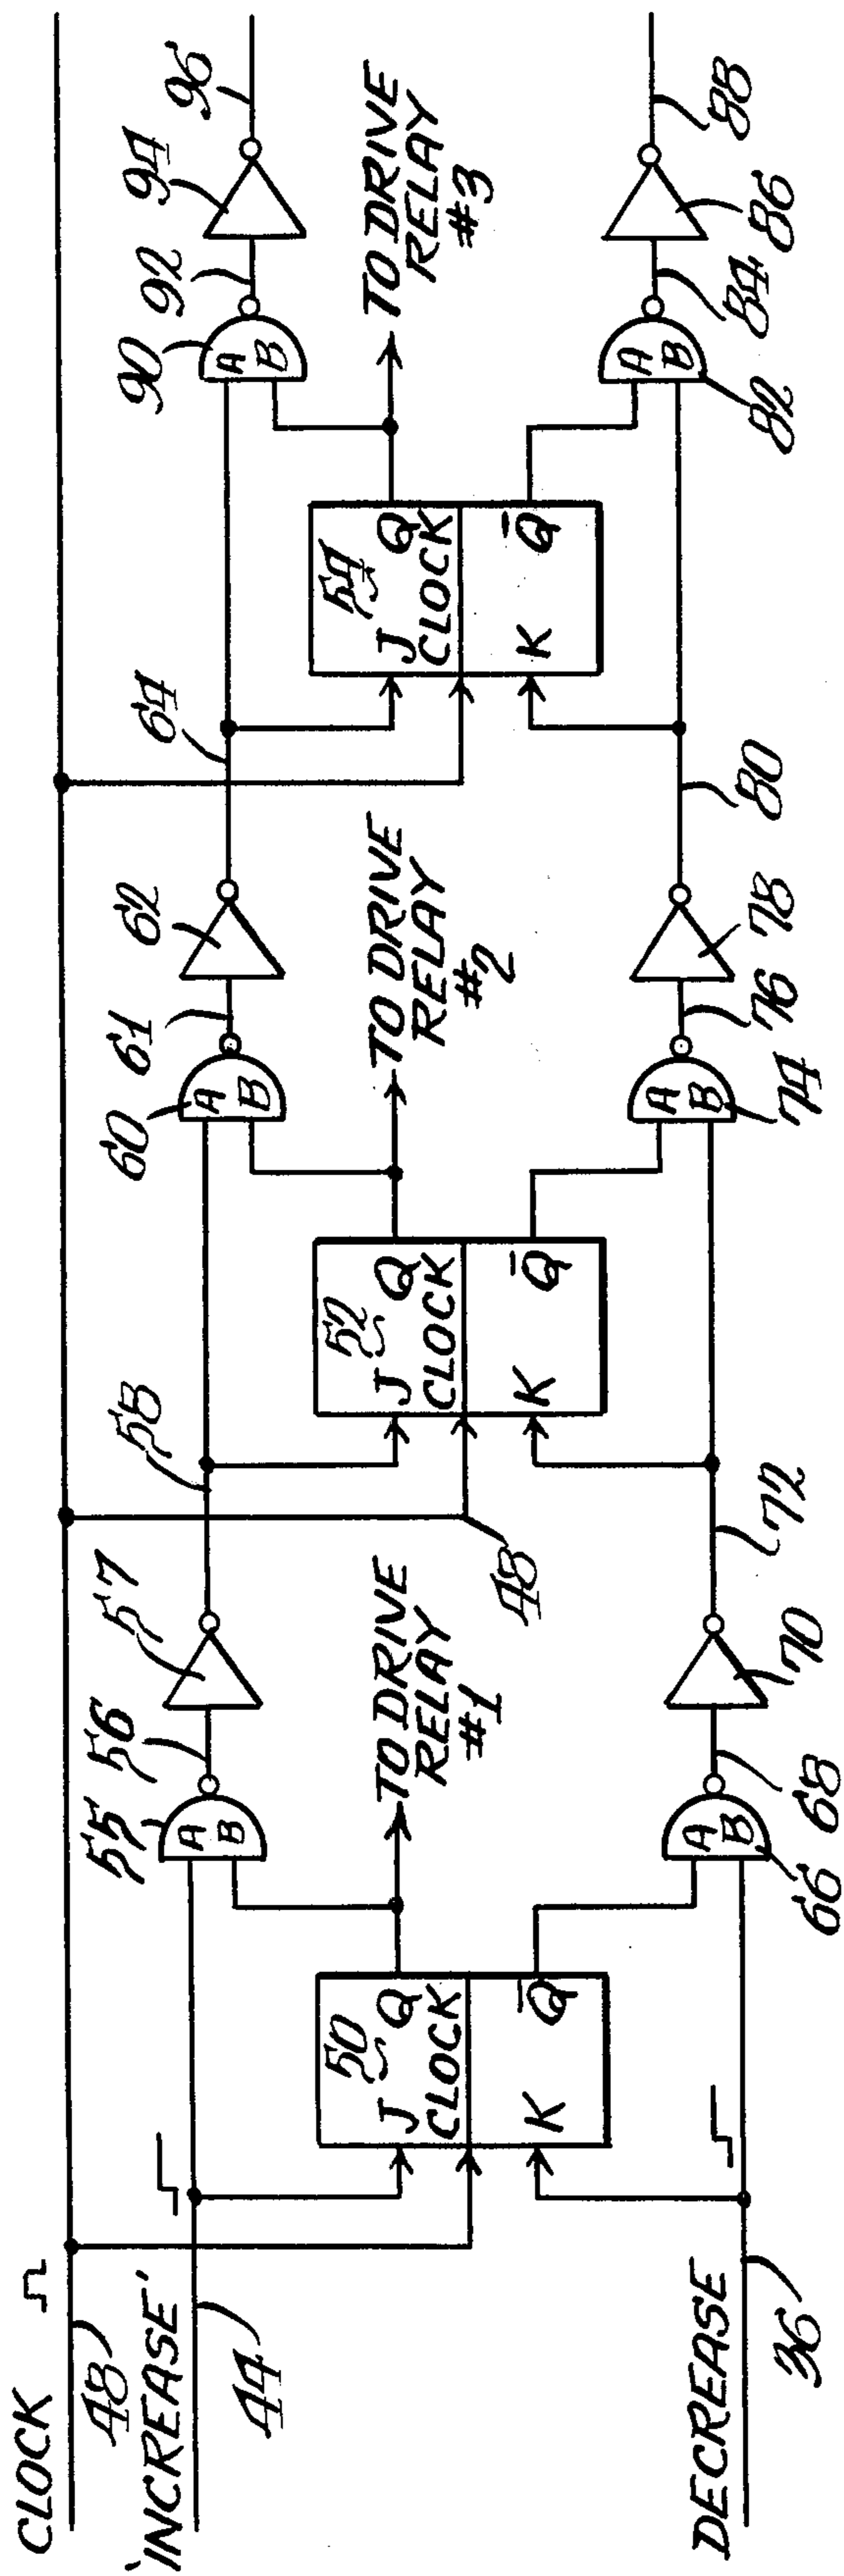 CLOCK
48
'INCREASE'
44
DECREASE
36
50
J Q
CLOCK
K Q̅
55
A
B
56
57
58
TO DRIVE
RELAY
#1
66
A
B
68
70
72
48
52
J Q
CLOCK
K Q̅
60
A
B
61
62
64
TO DRIVE
RELAY
#2
74
A
B
76
78
80
54
J Q
CLOCK
K Q̅
90
A
B
92
94
96
TO DRIVE
RELAY
#3
82
A
B
84
86
88